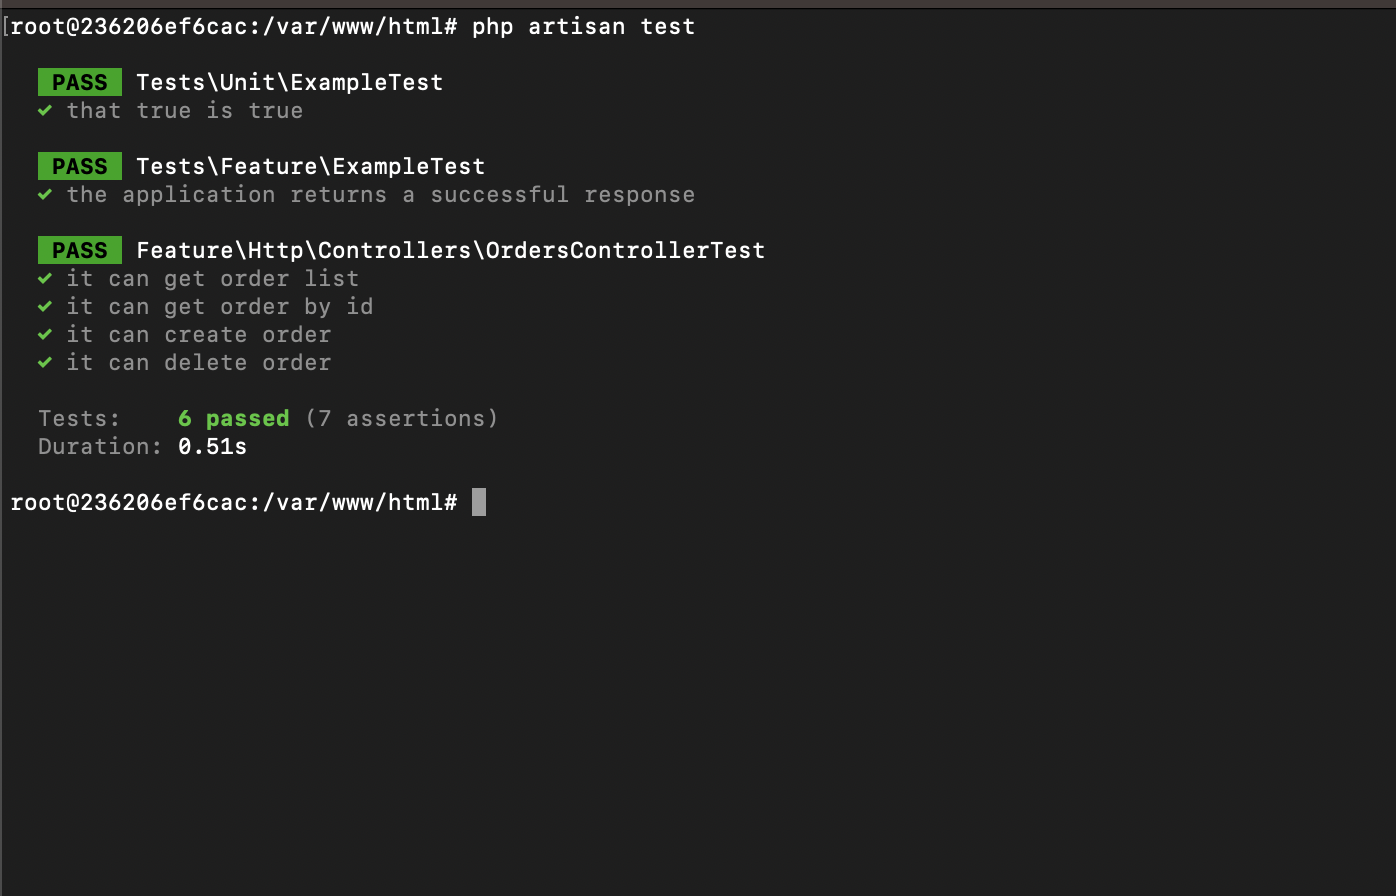 [root@236206ef6cac:/var/www/html# php artisan test
PASS Tests\Unit\ExampleTest
✓ that true is true
PASS Tests\Feature\ExampleTest
✓ the application returns a successful response
PASS Feature\Http\Controllers\OrdersControllerTest
✓ it can get order list
✓ it can get order by id
✓ it can create order
✓ it can delete order
Tests: 6 passed (7 assertions)
Duration: 0.51s
root@236206ef6cac:/var/www/html#